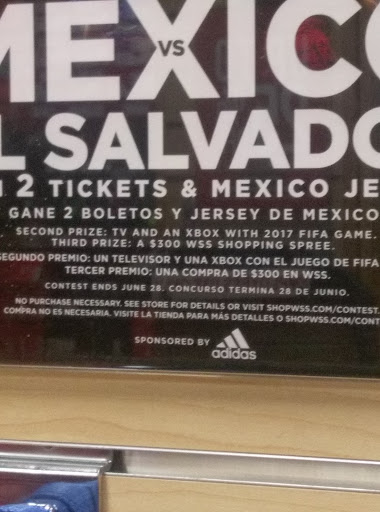 MEXICO
VS
L SALVADO
2 TICKETS & MEXICO JE
GANE 2 BOLETOS Y JERSEY DE MEXICO
SECOND PRIZE: TV AND AN XBOX WITH 2017 FIFA GAME.
THIRD PRIZE: A $300 WSS SHOPPING SPREE.
SEGUNDO PREMIO: UN TELEVISOR Y UNA XBOX CON EL JUEGO DE FIFA
TERCER PREMIO: UNA COMPRA DE $300 EN WSS.
CONTEST ENDS JUNE 28. CONCURSO TERMINA 28 DE JUNIO.
NO PURCHASE NECESSARY. SEE STORE FOR DETAILS OR VISIT SHOPWSS.COM/CONTEST.
COMPRA NO ES NECESARIA. VISITE LA TIENDA PARA MÁS DETALLES O SHOPWSS.COM/CONT
SPONSORED BY adidas